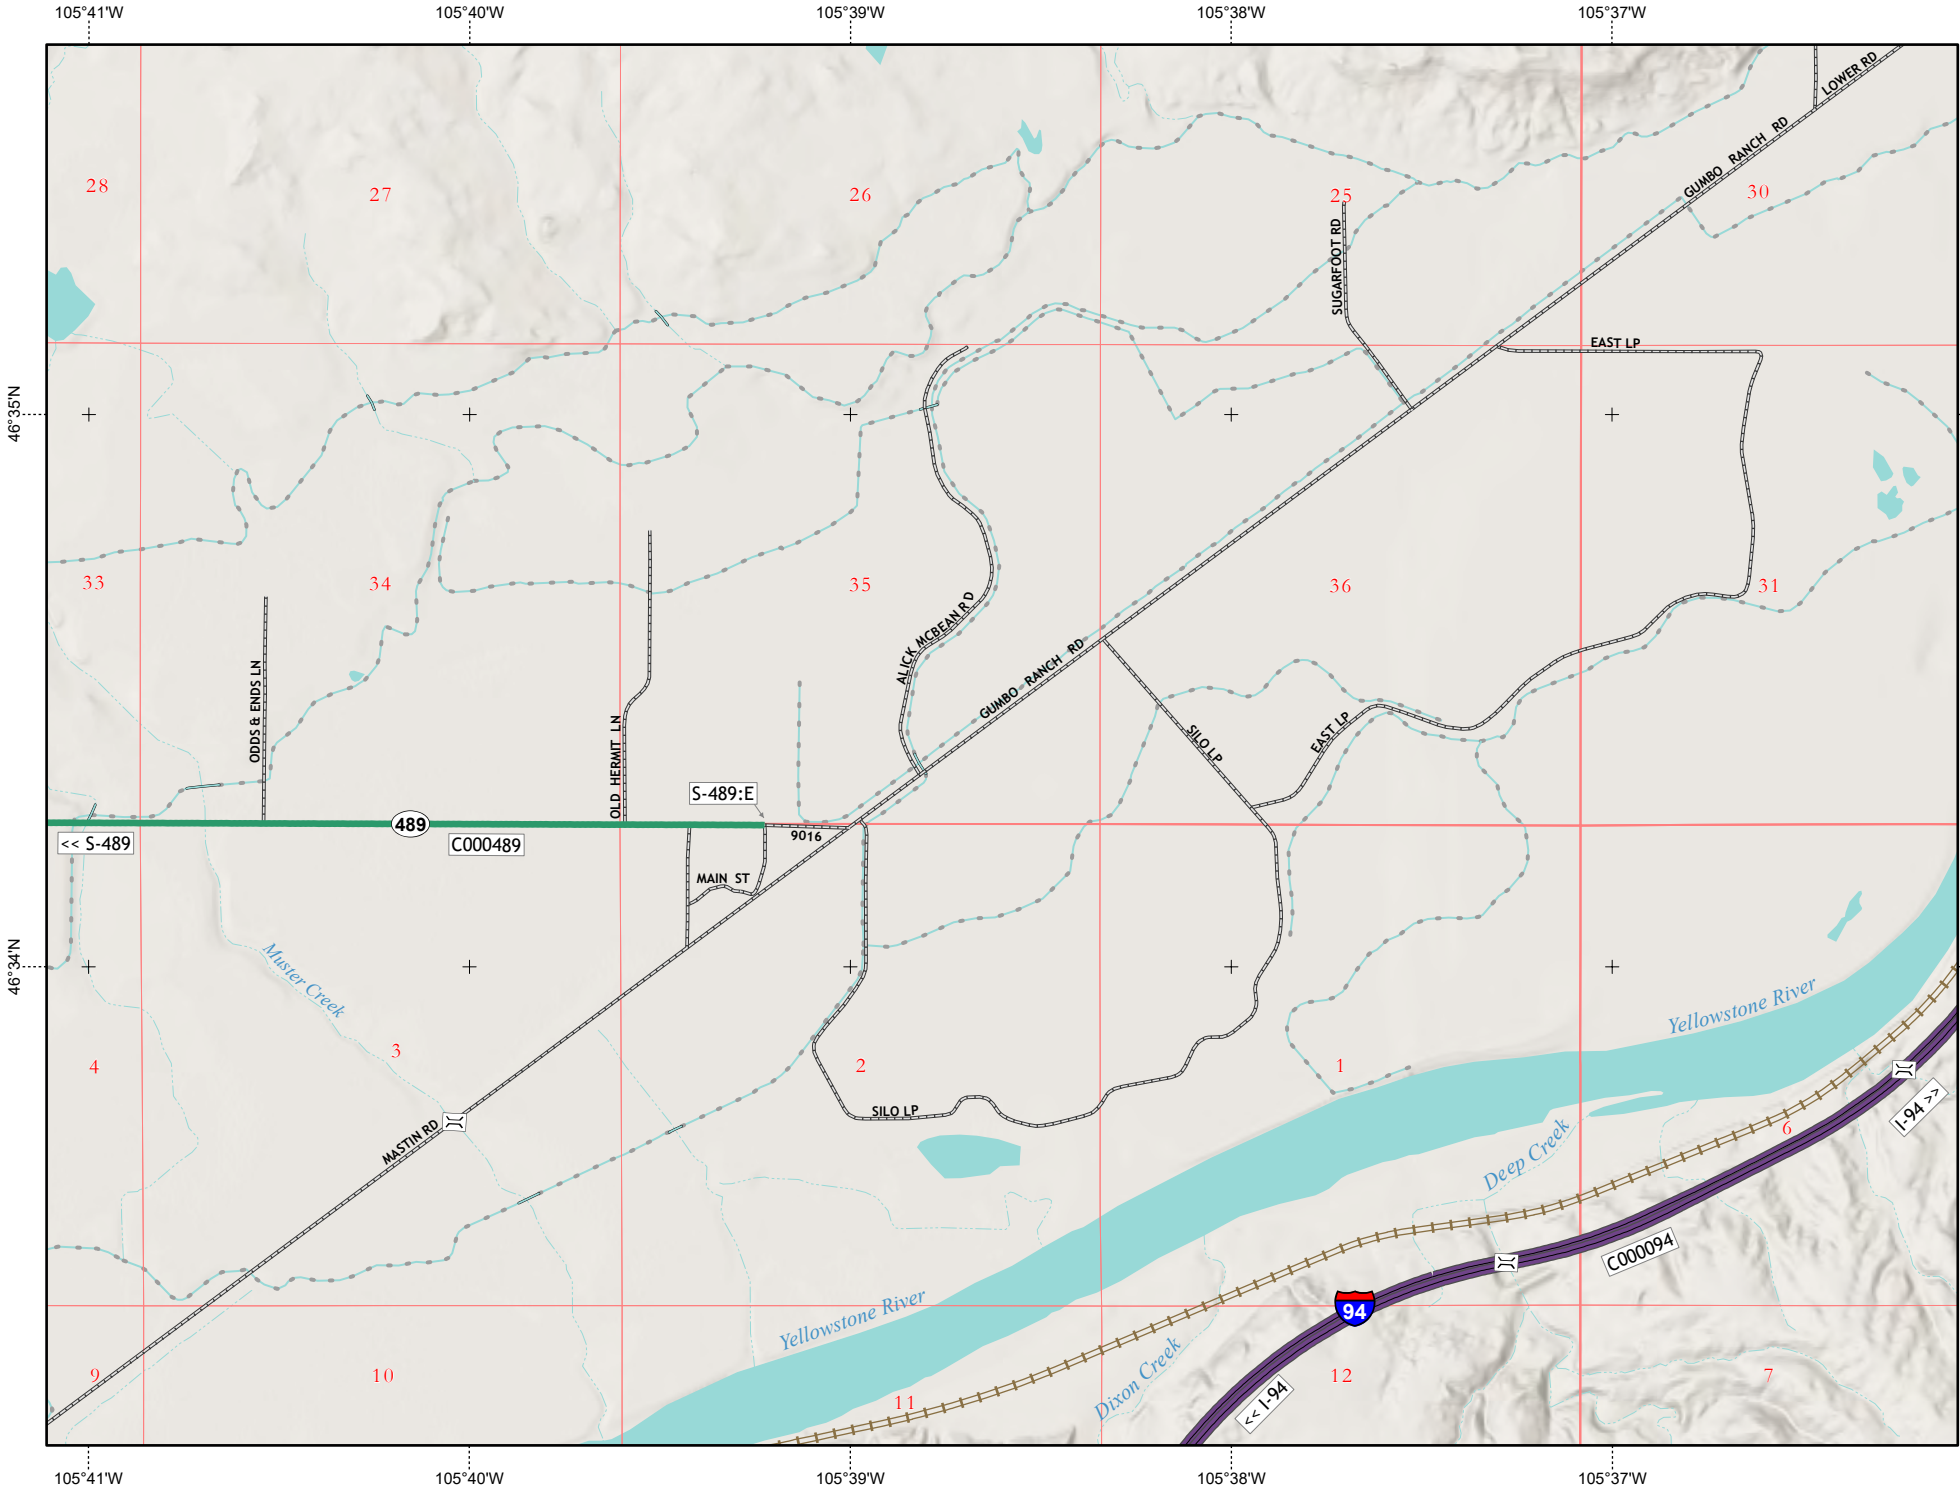 105°41'W 105°40'W 105°39'W 105°38'W 105°37'W
LOWER RD
GUMBO RANCH RD
28
27
26
25
30
SUGARFOOT RD
EAST LP
46°35'N
33
34
35
36
31
ALICK MCBEAN RD
GUMBO RANCH RD
ODDS & ENDS LN
OLD HERMIT LN
SILO LP
EAST LP
S-489:E
489
<< S-489
C000489
9016
MAIN ST
46°34'N
Muster Creek
Yellowstone River
4
3
2
1
6
I-94 >>
SILO LP
MASTIN RD
Deep Creek
C000094
Yellowstone River
94
Dixon Creek
9
10
11
12
7
<< I-94
105°41'W 105°40'W 105°39'W 105°38'W 105°37'W